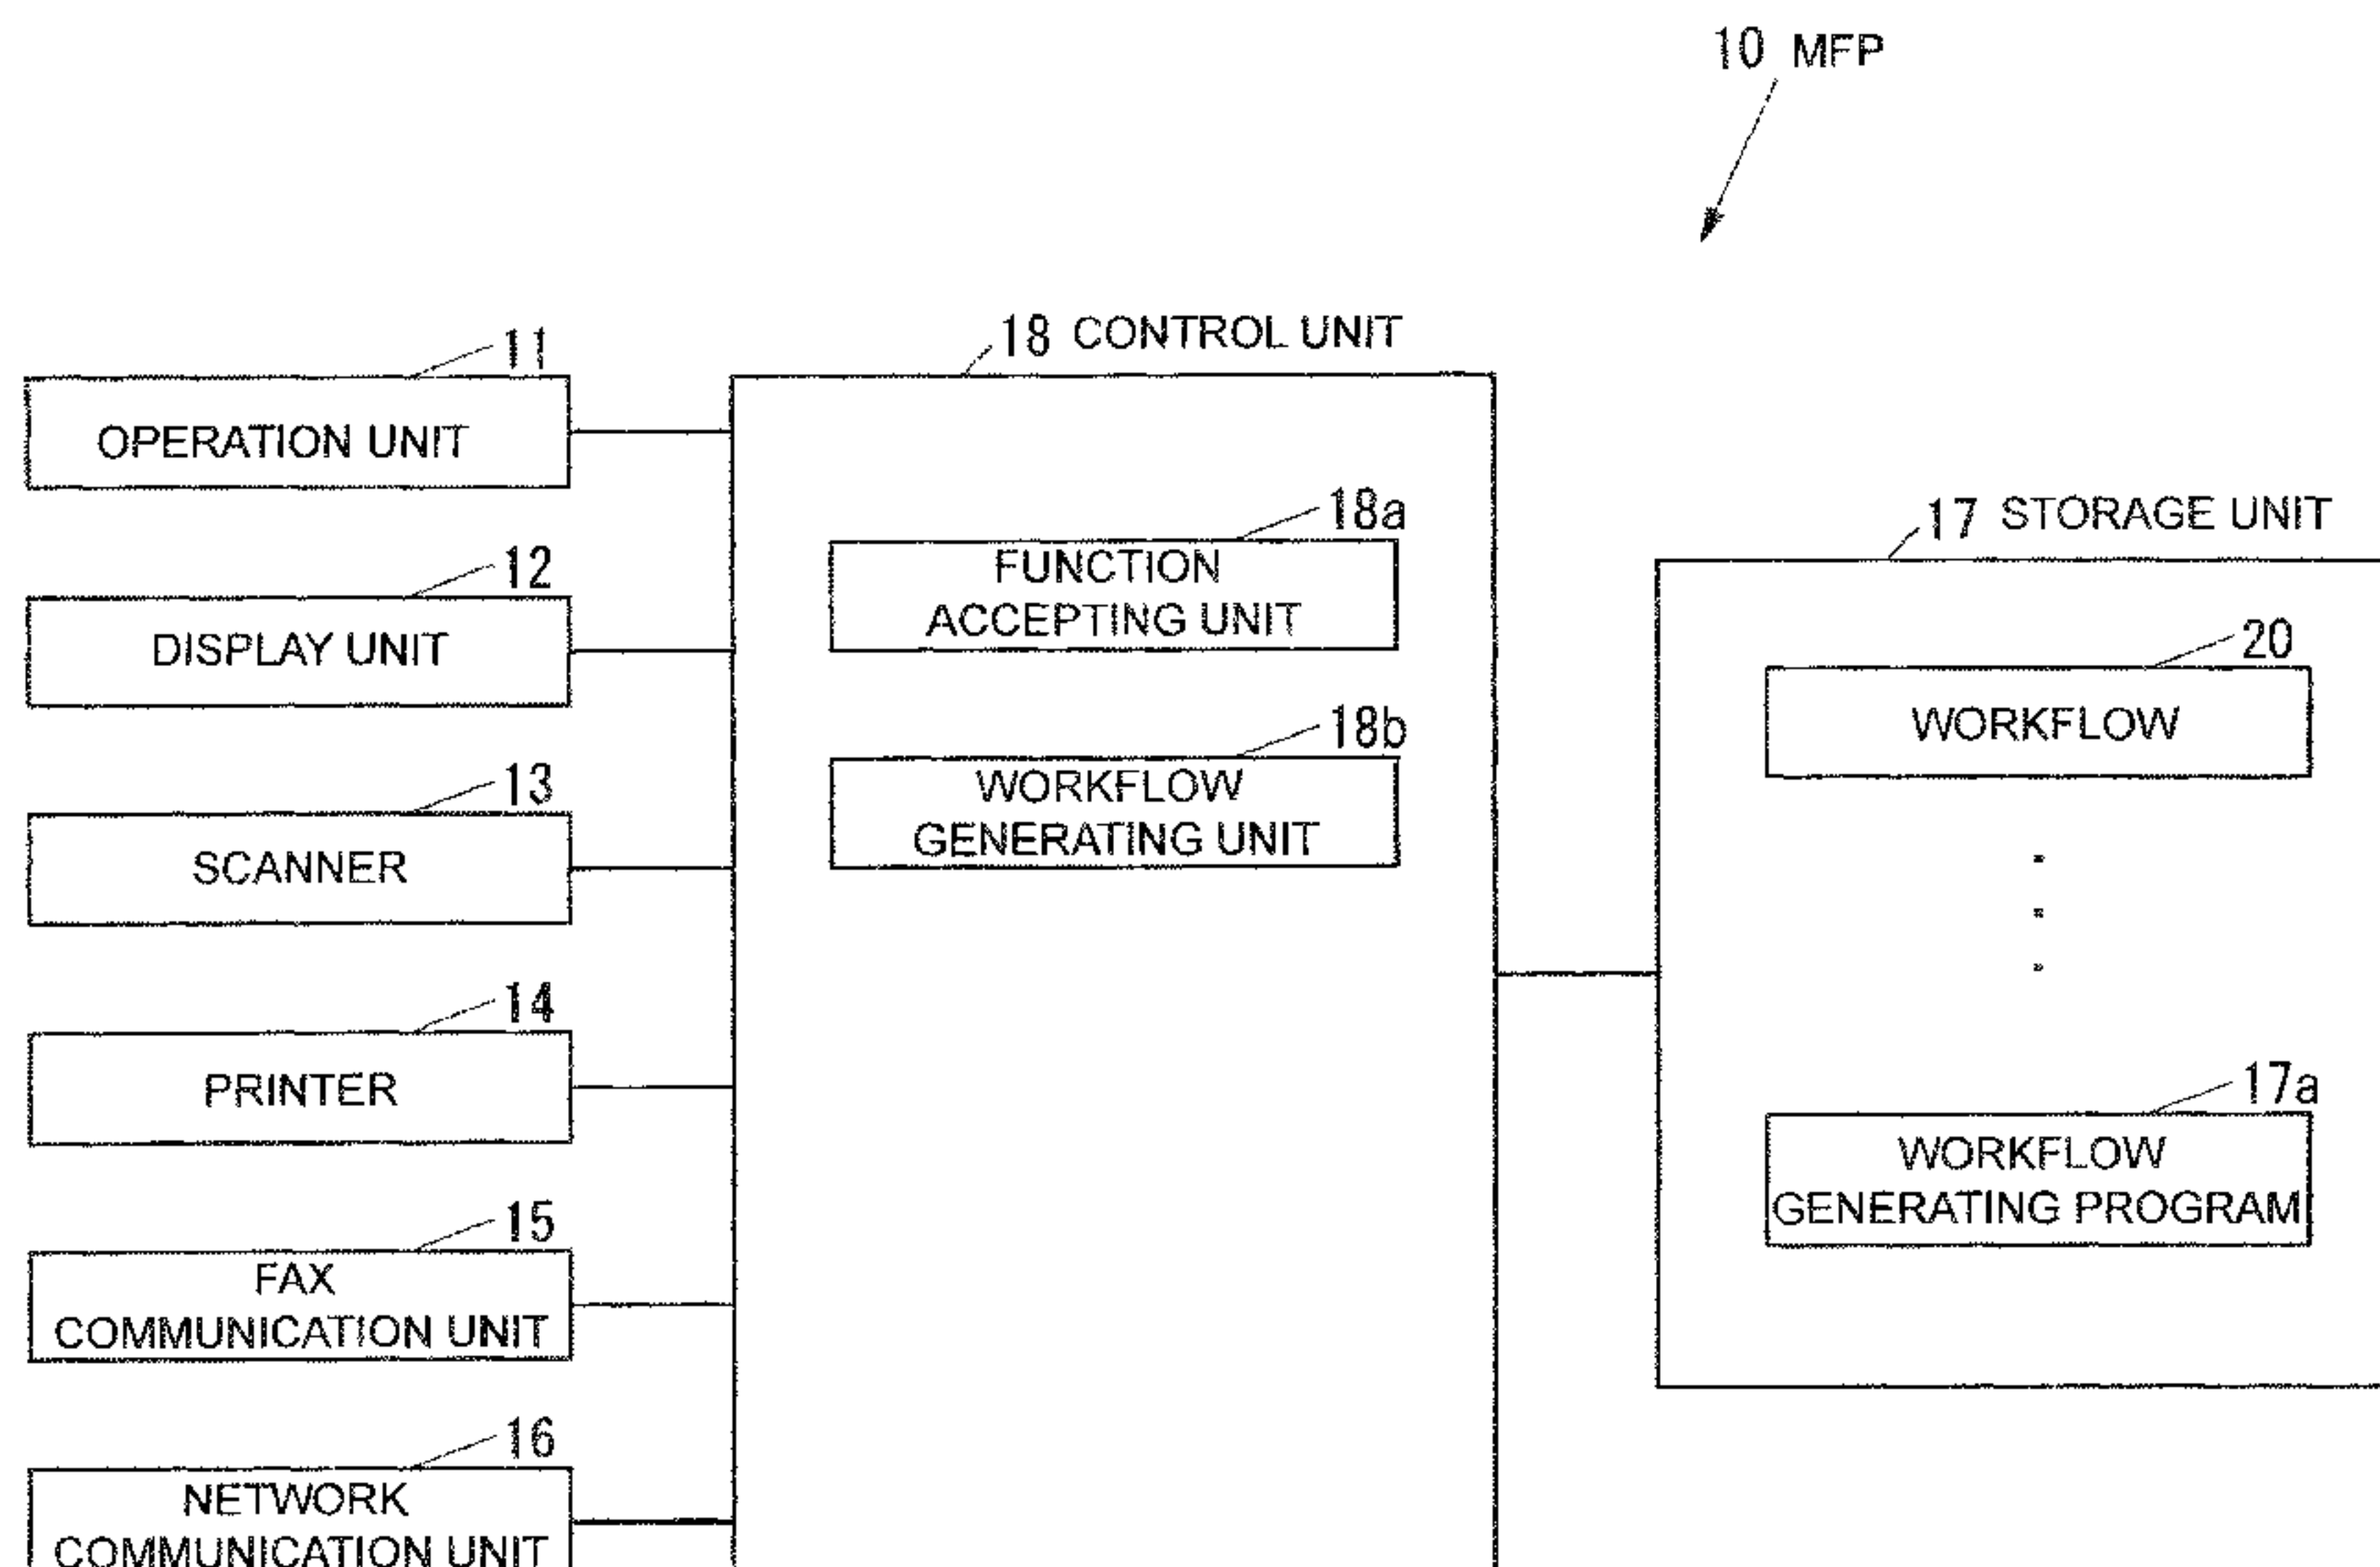 10 MFP
11
OPERATION UNIT
12
DISPLAY UNIT
13
SCANNER
14
PRINTER
15
FAX
COMMUNICATION UNIT
16
NETWORK
COMMUNICATION UNIT
18 CONTROL UNIT
18a
FUNCTION
ACCEPTING UNIT
18b
WORKFLOW
GENERATING UNIT
17 STORAGE UNIT
20
WORKFLOW
17a
WORKFLOW
GENERATING PROGRAM